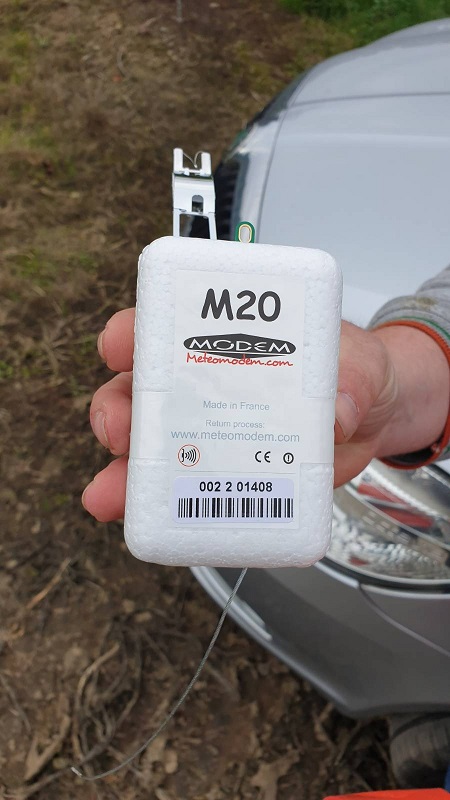 M20
MODEM
Meteomodem.com
Made in France
Return process:
www.meteomodem.com
CE
002 2 01408